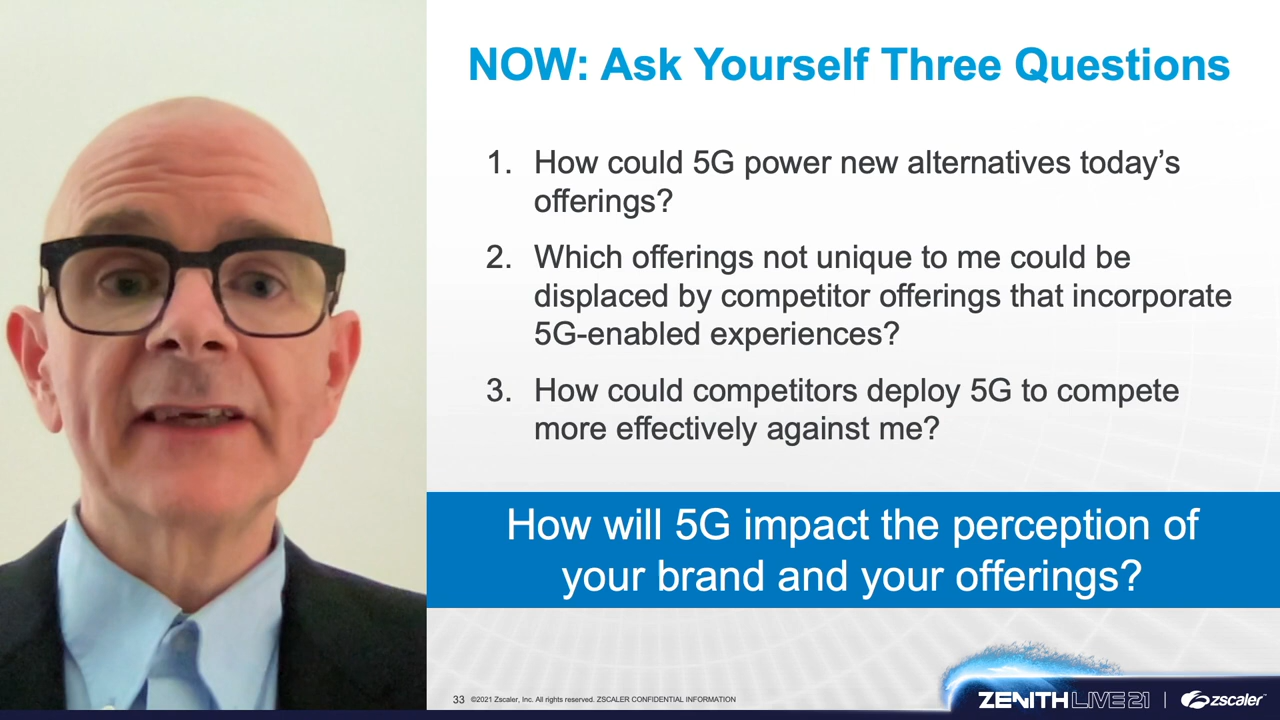 NOW: Ask Yourself Three Questions
1. How could 5G power new alternatives today’s
offerings?
2. Which offerings not unique to me could be
displaced by competitor offerings that incorporate
5G-enabled experiences?
3. How could competitors deploy 5G to compete
more effectively against me?
How will 5G impact the perception of
your brand and your offerings?
33 ©2021 Zscaler, Inc. All rights reserved. ZSCALER CONFIDENTIAL INFORMATION
ZENITH LIVE 21 | zscaler™